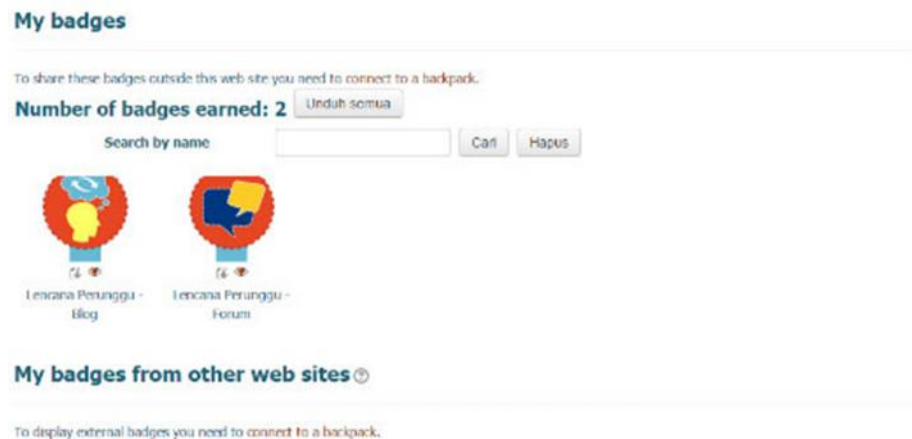 My badges
To share these badges outside this web site you need to connect to a backpack.
Number of badges earned: 2 Unduh semua
Search by name Cari Hapus
Lencana Perunggu - Blog
Lencana Perunggu - Forum
My badges from other web sites
To display external badges you need to connect to a backpack.